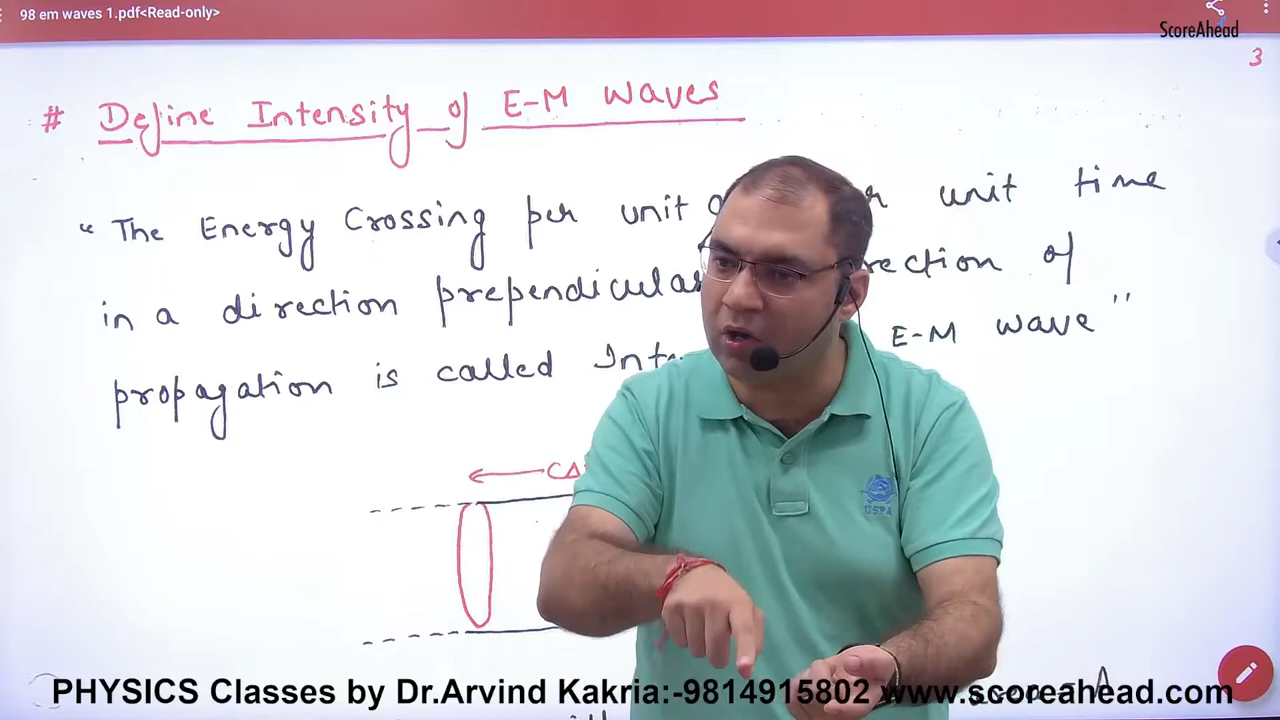 98 em waves 1.pdf<Read-only>
ScoreAhead
3
# Define Intensity of E-M Waves
" The Energy Crossing per unit unit time
in a direction prependicular rection of
propagation is called Int E-M wave "
C
USPA
PHYSICS Classes by Dr.Arvind Kakria:-9814915802 www.scoreahead.com